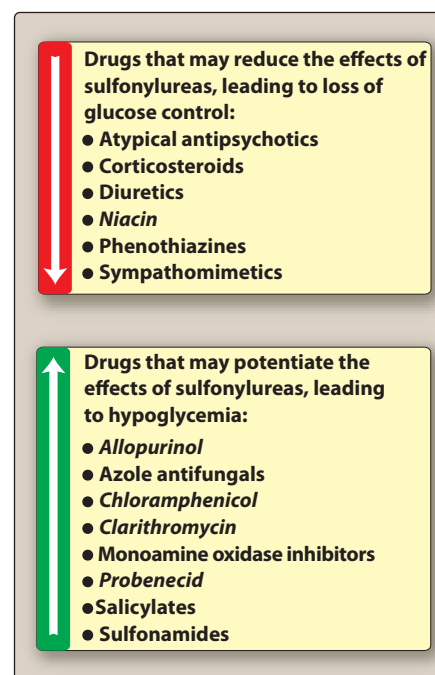 Drugs that may reduce the effects of
sulfonylureas, leading to loss of
glucose control:
● Atypical antipsychotics
● Corticosteroids
● Diuretics
● Niacin
● Phenothiazines
● Sympathomimetics
Drugs that may potentiate the
effects of sulfonylureas, leading
to hypoglycemia:
● Allopurinol
● Azole antifungals
● Chloramphenicol
● Clarithromycin
● Monoamine oxidase inhibitors
● Probenecid
●Salicylates
● Sulfonamides